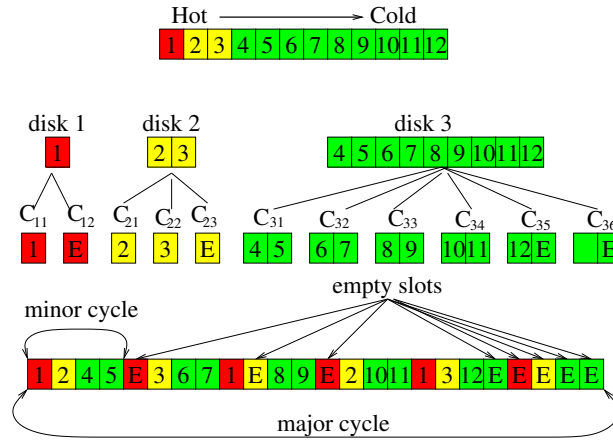 Hot Cold
1 2 3 4 5 6 7 8 9 10 11 12
disk 1 disk 2 disk 3
1 2 3 4 5 6 7 8 9 10 11 12
C11 C12 C21 C22 C23 C31 C32 C33 C34 C35 C36
1 E 2 3 E 4 5 6 7 8 9 10 11 12 E E
empty slots
minor cycle
1 2 4 5 E 3 6 7 1 E 8 9 E 2 10 11 1 3 12 E E E E E
major cycle